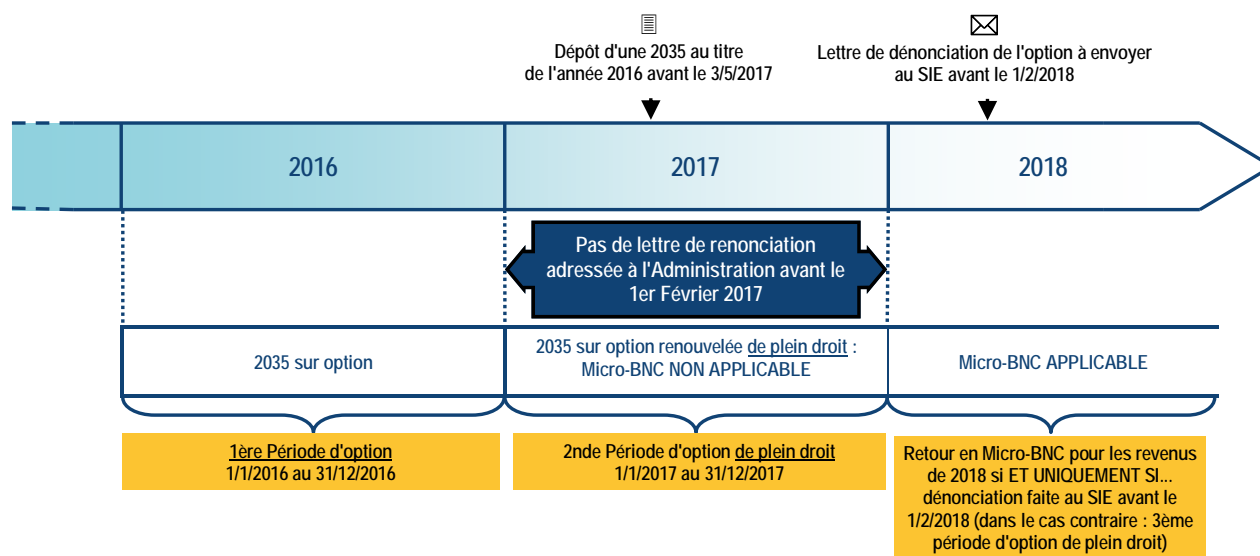 Dépôt d'une 2035 au titre
de l'année 2016 avant le 3/5/2017
Lettre de dénonciation de l'option à envoyer
au SIE avant le 1/2/2018
2016
2017
2018
Pas de lettre de renonciation
adressée à l'Administration avant le
1er Février 2017
2035 sur option
2035 sur option renouvelée de plein droit :
Micro-BNC NON APPLICABLE
Micro-BNC APPLICABLE
1ère Période d'option
1/1/2016 au 31/12/2016
2nde Période d'option de plein droit
1/1/2017 au 31/12/2017
Retour en Micro-BNC pour les revenus
de 2018 si ET UNIQUEMENT SI...
dénonciation faite au SIE avant le
1/2/2018 (dans le cas contraire : 3ème
période d'option de plein droit)